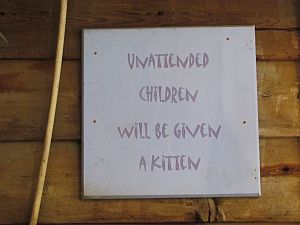 UNATTENDED
CHILDREN
WILL BE GIVEN
A KITTEN